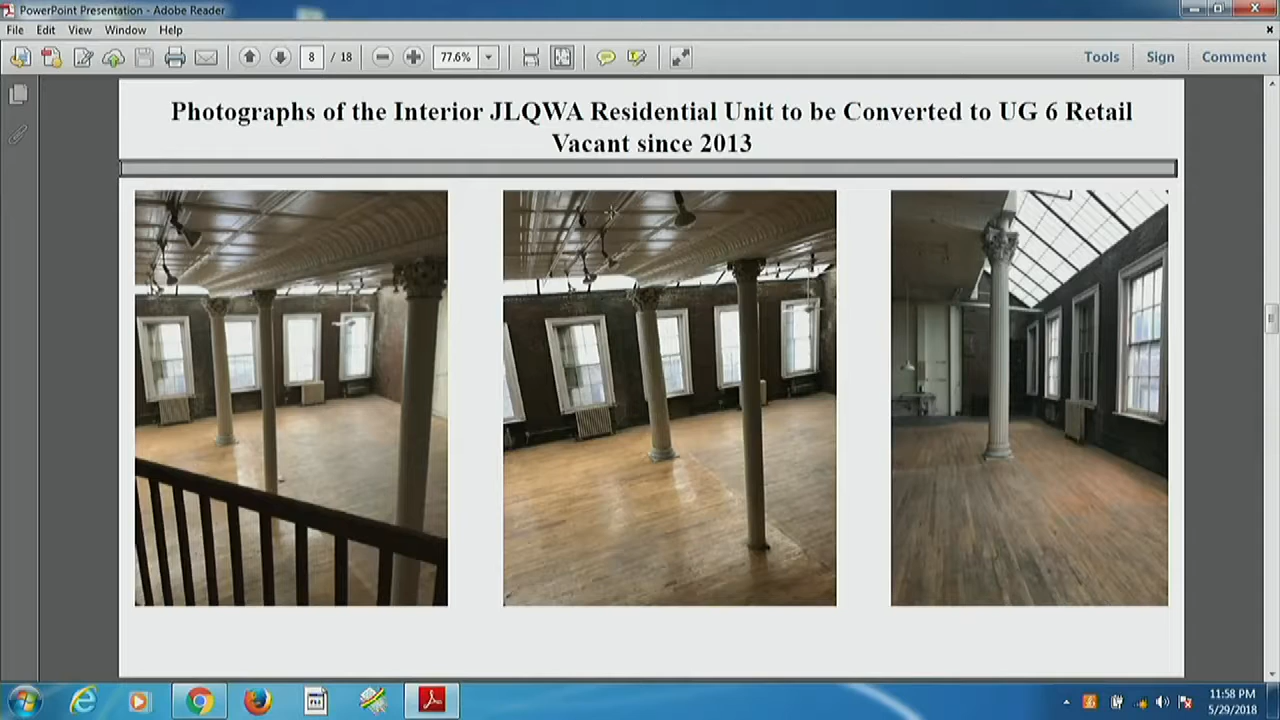 PowerPoint Presentation - Adobe Reader
File Edit View Window Help
8 / 18 77.6% Tools Sign Comment
Photographs of the Interior JLQWA Residential Unit to be Converted to UG 6 Retail
Vacant since 2013
11:58 PM
5/29/2018